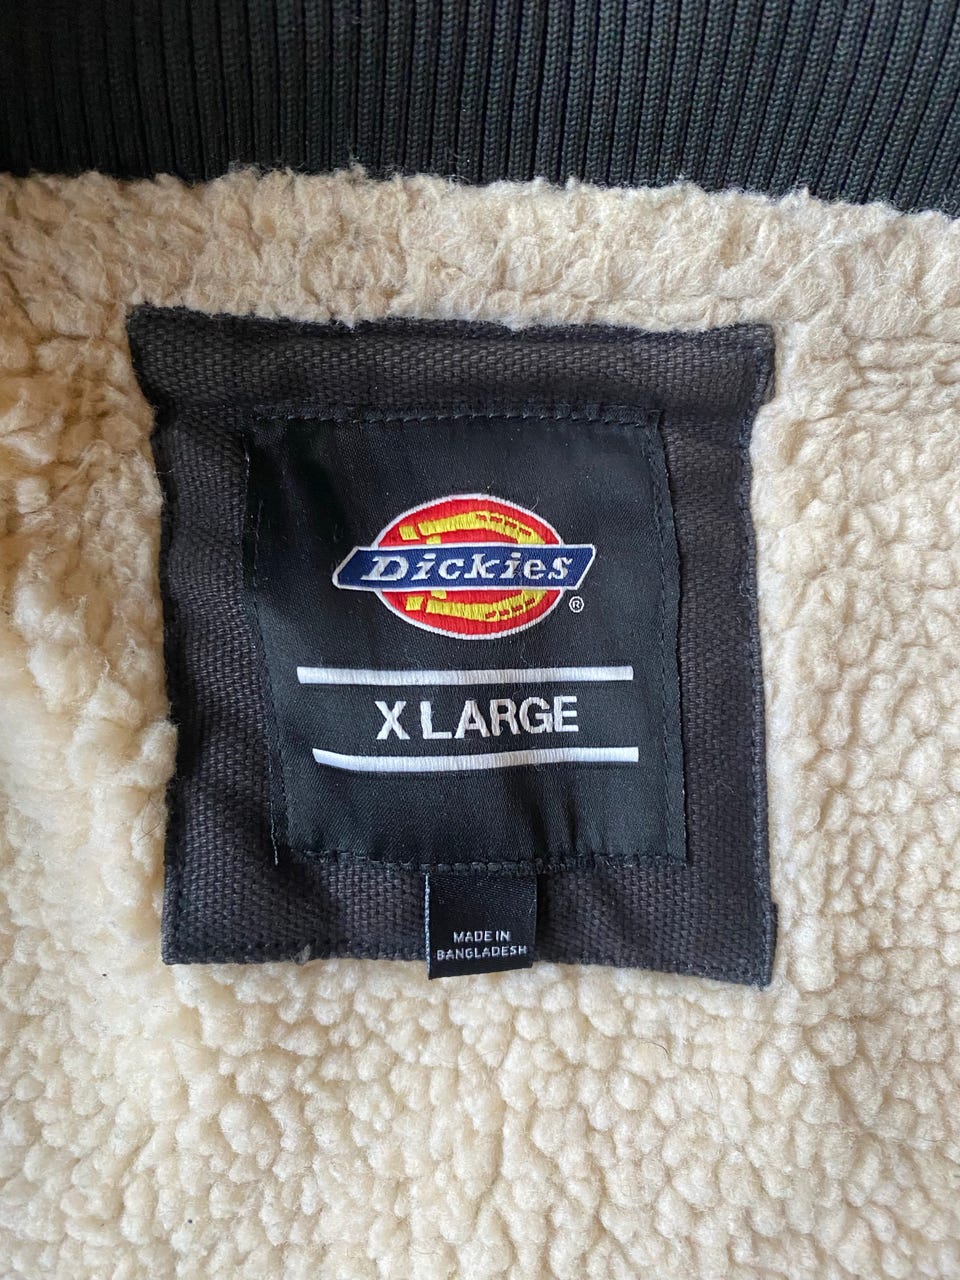 Dickies
®
X LARGE
MADE IN
BANGLADESH